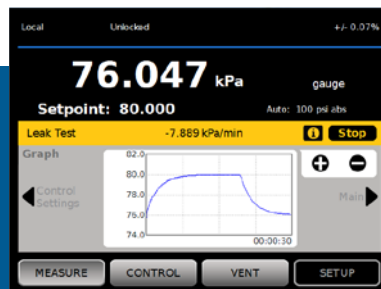 Local Unlocked +/- 0.07%
76.047 kPa gauge
Setpoint: 80.000 Auto: 100 psi abs
Leak Test -7.889 kPa/min i Stop
Graph
82.0
80.0
78.0
76.0
74.0
00:00:30
Control
Settings
Main
MEASURE CONTROL VENT SETUP